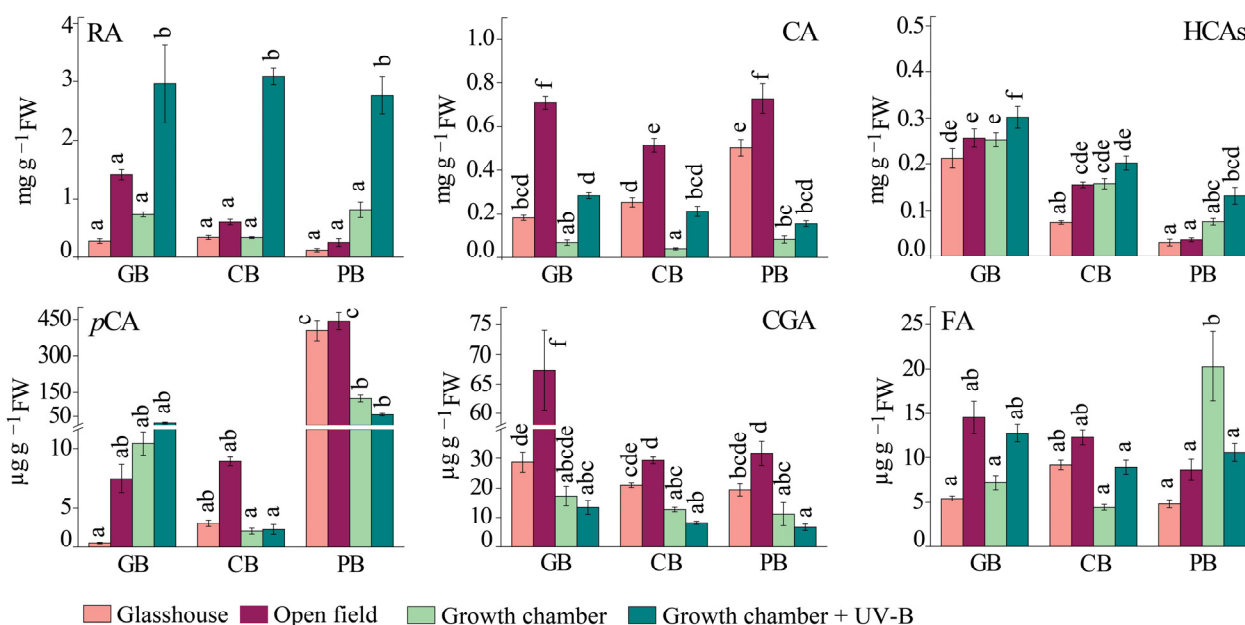 RA
mg g⁻¹FW
4
3
2
1
0
a a a b
a a a b
a a a b
GB CB PB
CA
mg g⁻¹FW
1.0
0.8
0.6
0.4
0.2
0.0
bcd f ab d
d e a bcd
e f bc bcd
GB CB PB
HCAs
mg g⁻¹FW
0.5
0.4
0.3
0.2
0.1
0.0
de e e f
ab cde cde de
a a abc bcd
GB CB PB
pCA
µg g⁻¹FW
450
300
150
50
10
5
0
a ab ab ab
ab ab a a
c c b b
GB CB PB
CGA
µg g⁻¹FW
75
70
65
60
30
20
10
0
de f abcde abc
cde d abc ab
bcde d abc a
GB CB PB
FA
µg g⁻¹FW
25
20
15
10
5
0
a ab a ab
ab ab a a
a a b a
GB CB PB
Glasshouse Open field Growth chamber Growth chamber + UV-B